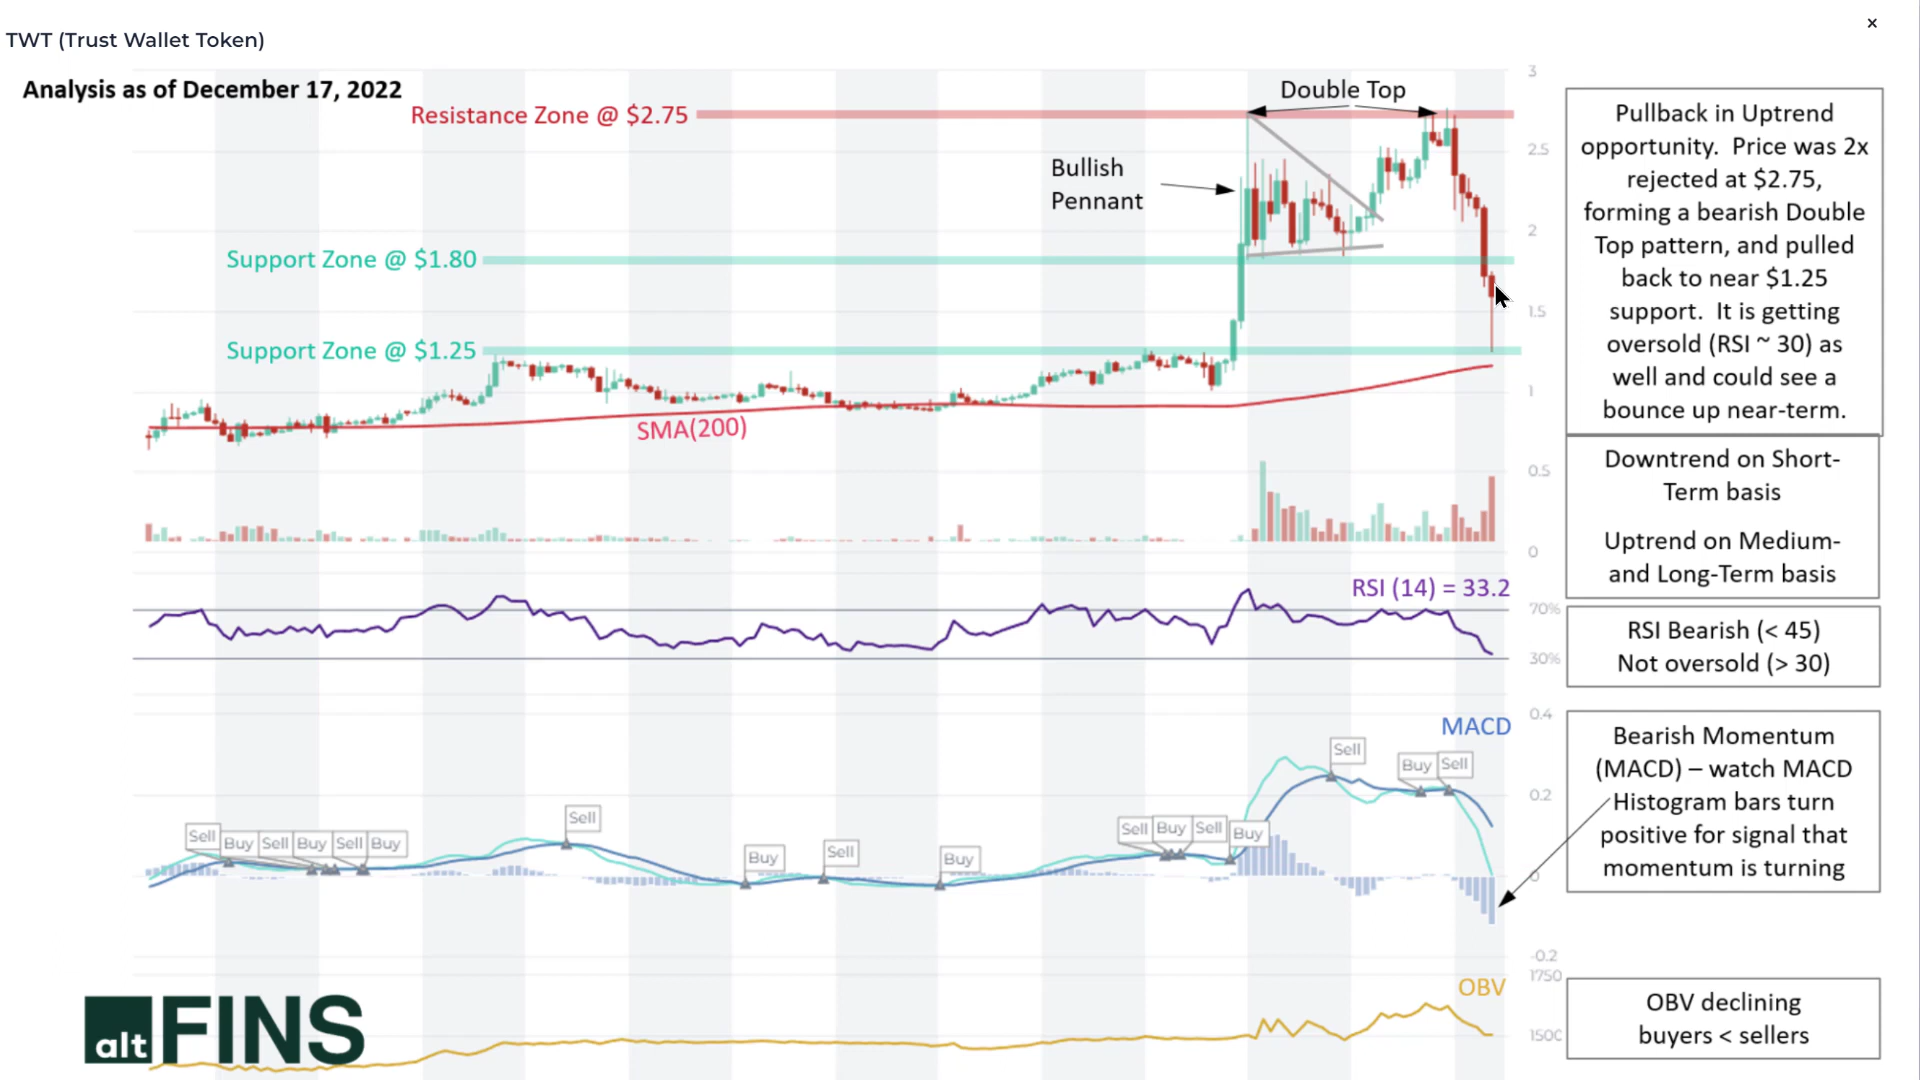 ×
TWT (Trust Wallet Token)
Analysis as of December 17, 2022
Resistance Zone @ $2.75
Double Top
Bullish
Pennant
Support Zone @ $1.80
Support Zone @ $1.25
SMA(200)
3
2.5
2
1.5
1
0.5
0
Pullback in Uptrend
opportunity. Price was 2x
rejected at $2.75,
forming a bearish Double
Top pattern, and pulled
back to near $1.25
support. It is getting
oversold (RSI ~ 30) as
well and could see a
bounce up near-term.
Downtrend on Short-
Term basis
Uptrend on Medium-
and Long-Term basis
RSI (14) = 33.2
70%
30%
RSI Bearish (< 45)
Not oversold (> 30)
MACD
0.4
0.2
0
-0.2
Sell
Buy
Sell
Buy
Sell
Buy
Sell
Buy
Sell
Buy
Sell
Buy
Sell
Buy
Sell
Buy
Sell
Bearish Momentum
(MACD) – watch MACD
Histogram bars turn
positive for signal that
momentum is turning
OBV
1750
1500
OBV declining
buyers < sellers
alt FINS